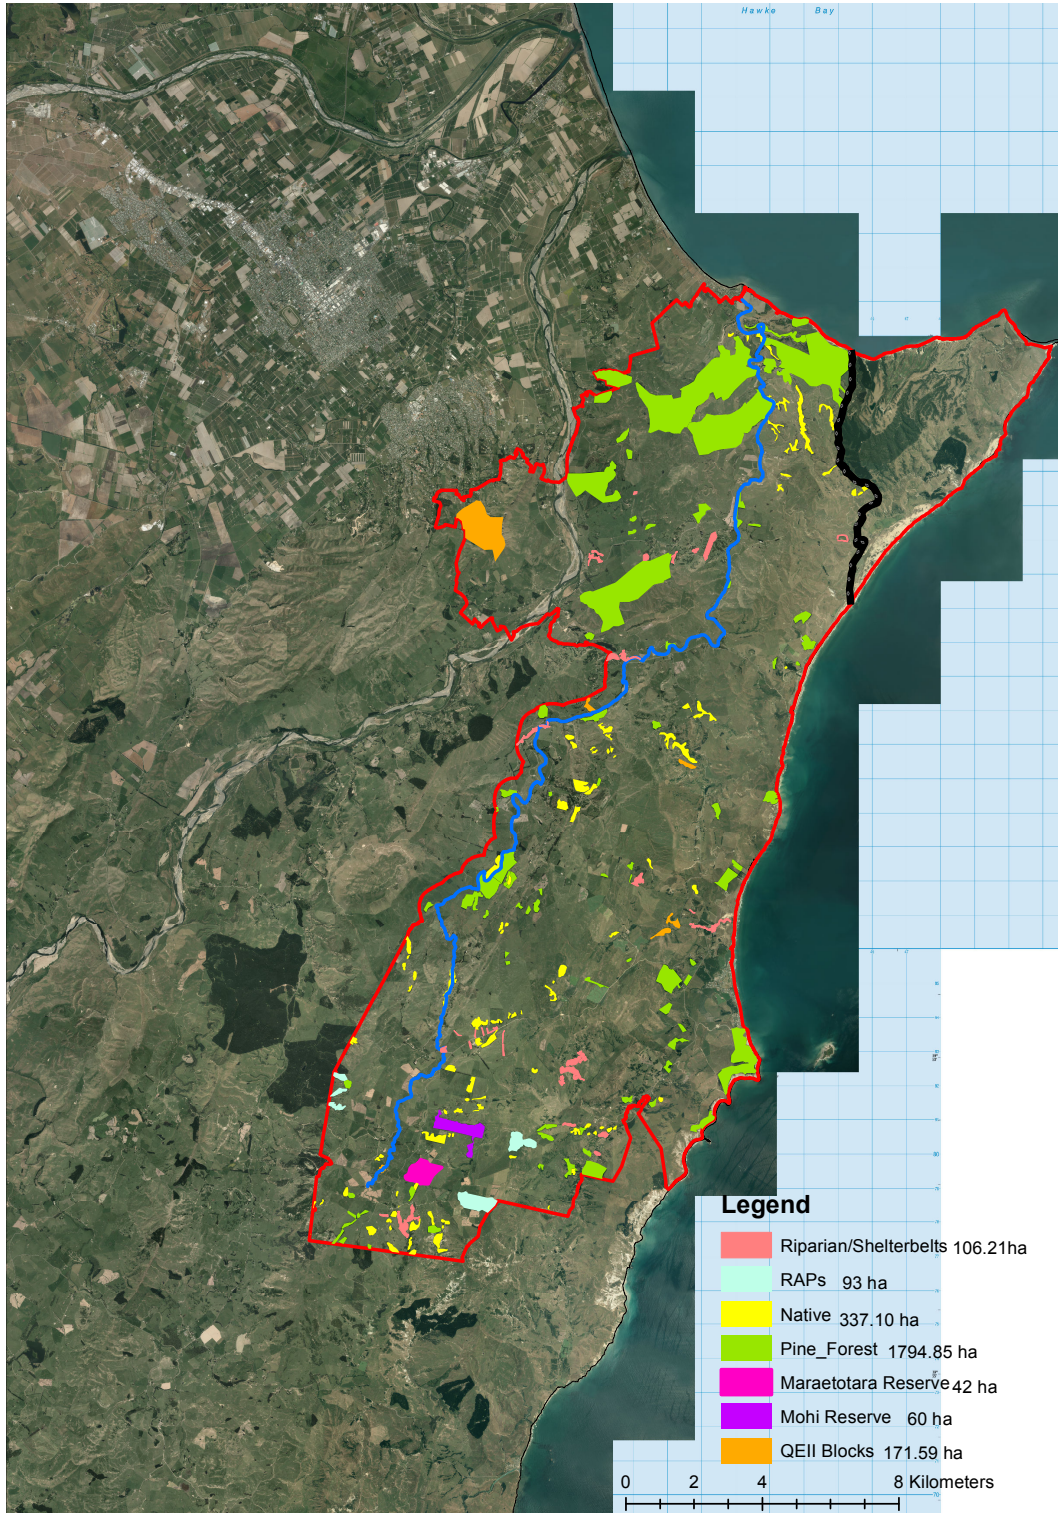 Hawke Bay
Legend
Riparian/Shelterbelts 106.21ha
RAPs 93 ha
Native 337.10 ha
Pine_Forest 1794.85 ha
Maraetotara Reserve 42 ha
Mohi Reserve 60 ha
QEII Blocks 171.59 ha
0 2 4 8 Kilometers